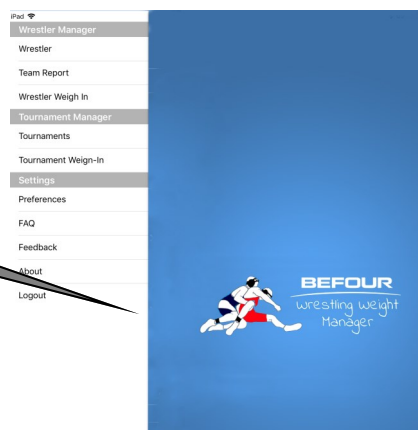 iPad
Wrestler Manager
Wrestler
Team Report
Wrestler Weigh In
Tournament Manager
Tournaments
Tournament Weign-In
Settings
Preferences
FAQ
Feedback
About
Logout
BEFOUR
Wrestling Weight
Manager